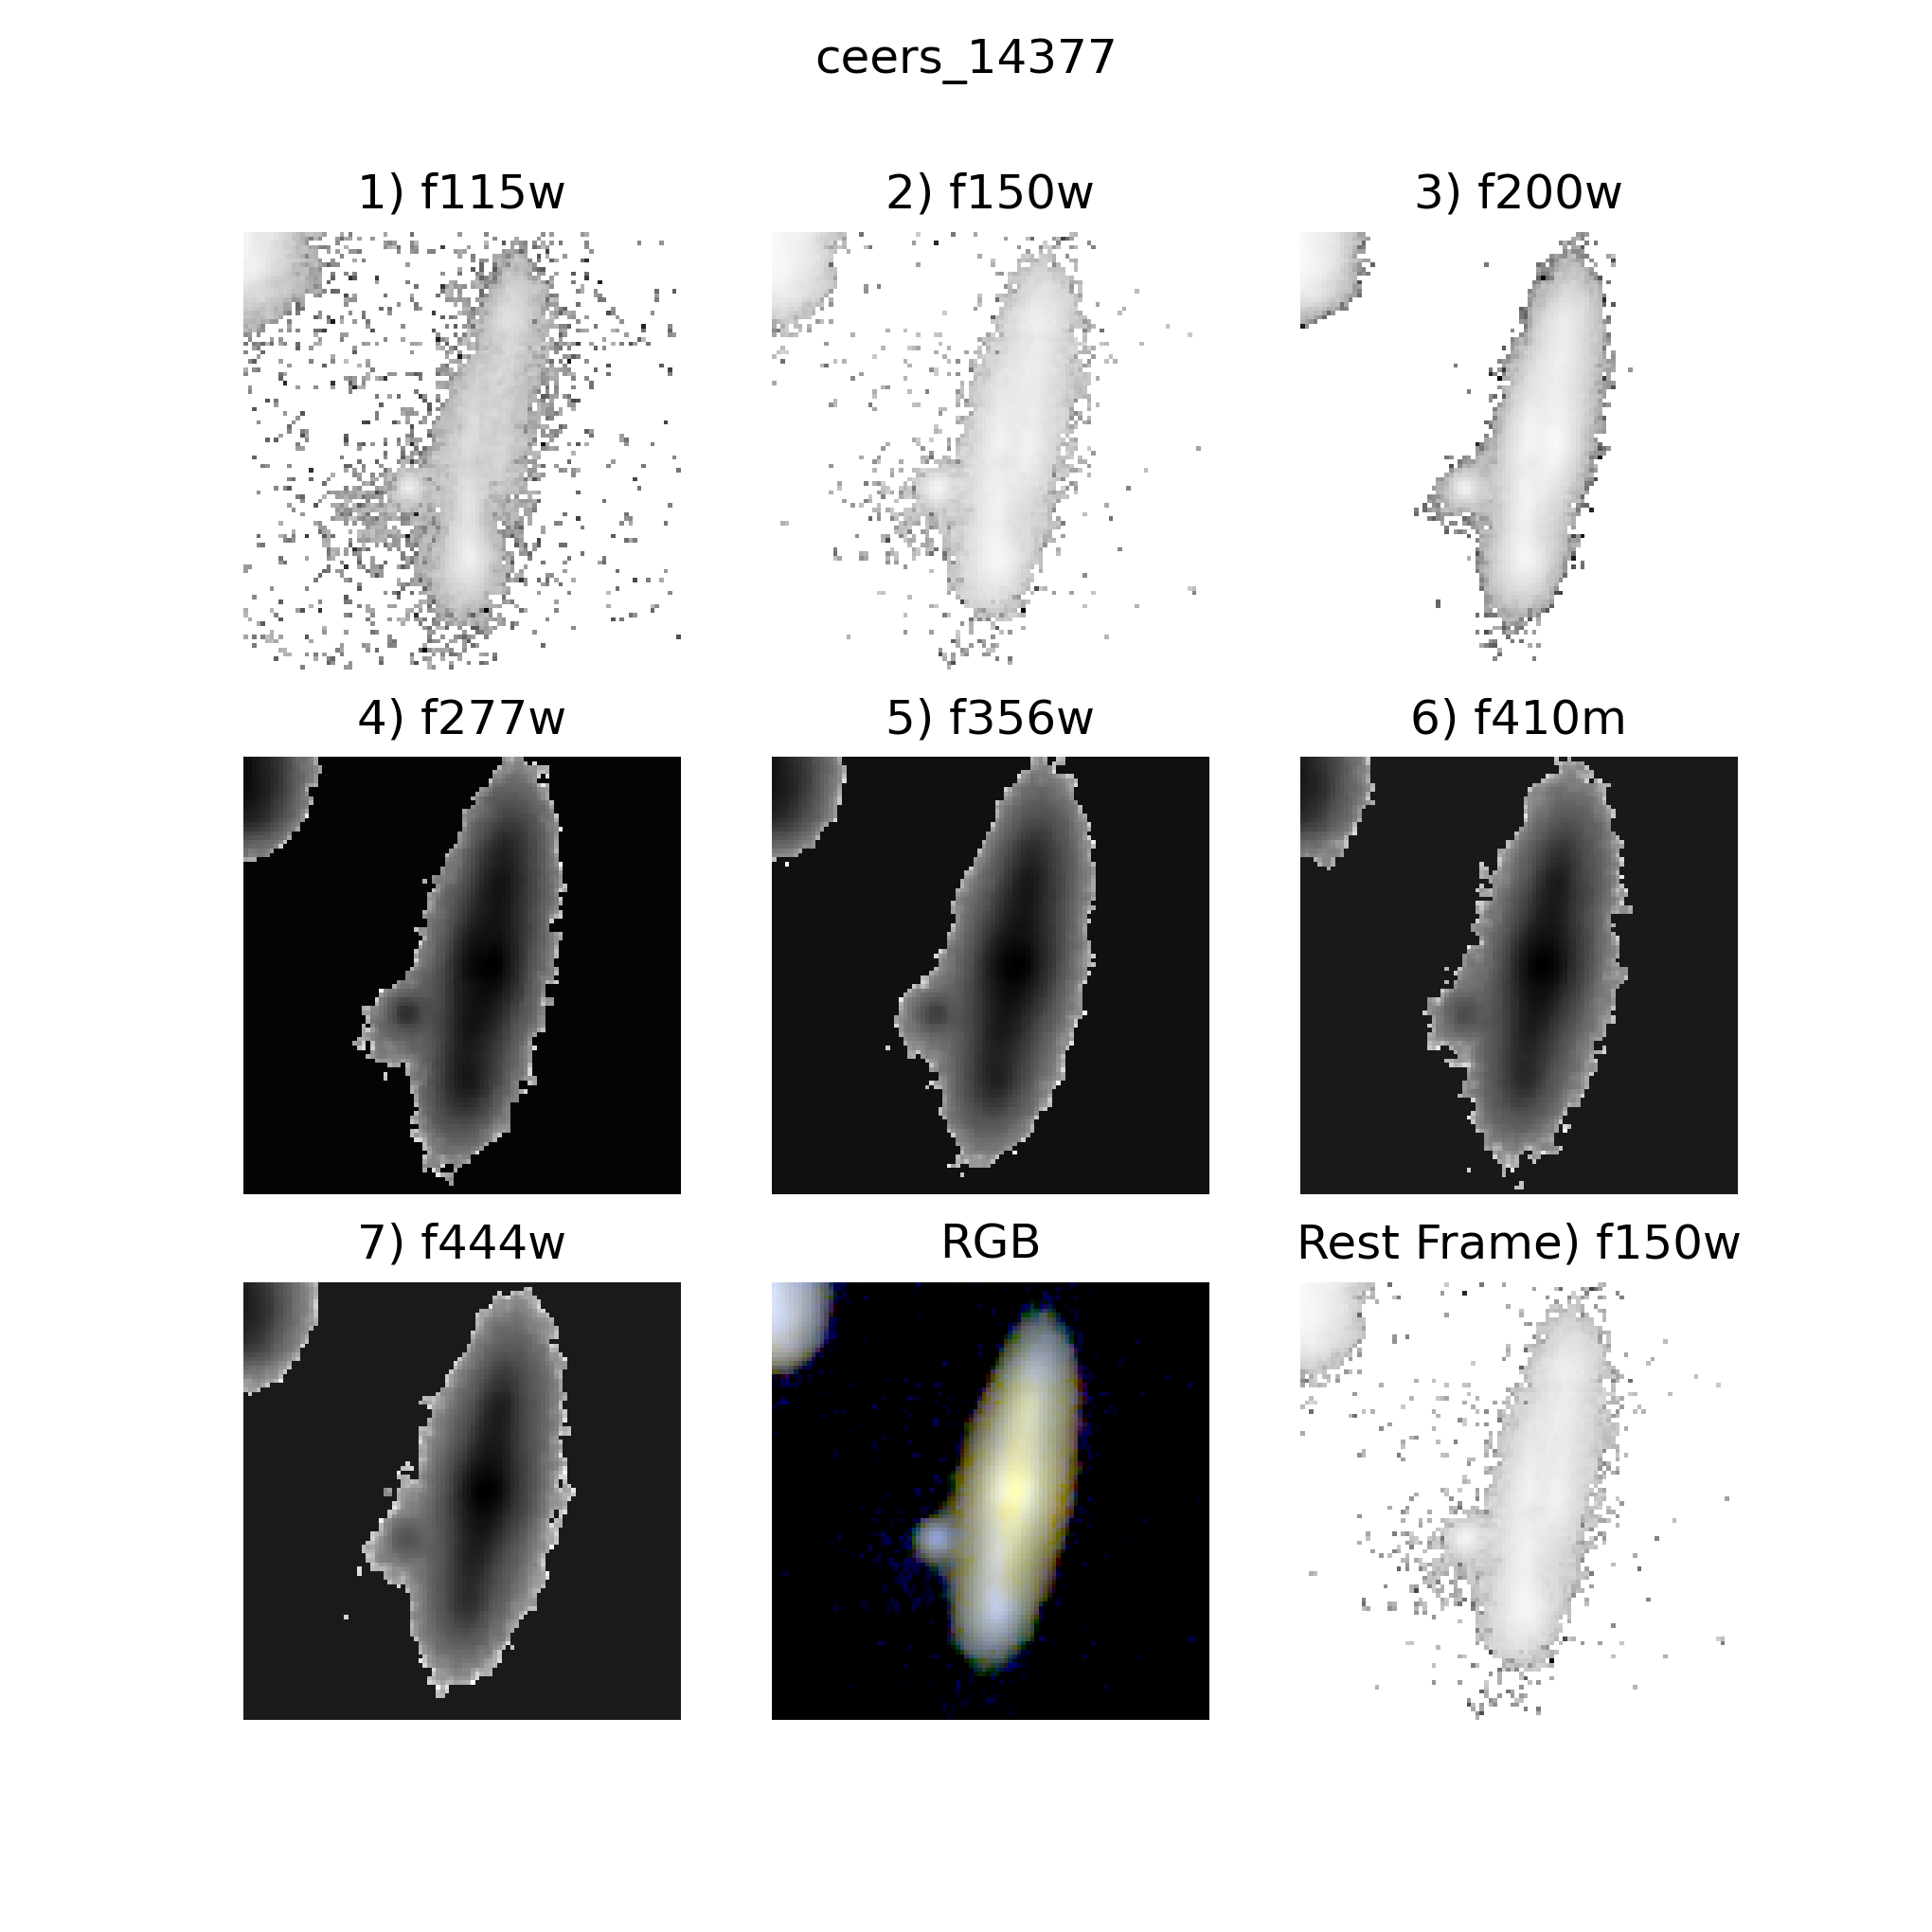 ceers_14377
1) f115w
2) f150w
3) f200w
4) f277w
5) f356w
6) f410m
7) f444w
RGB
Rest Frame) f150w